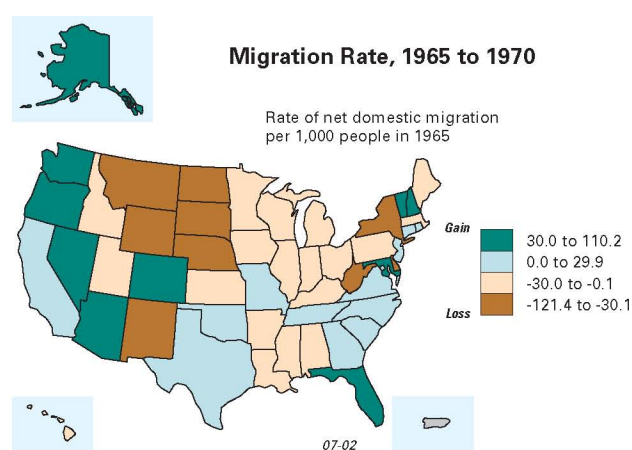 Migration Rate, 1965 to 1970
Rate of net domestic migration
per 1,000 people in 1965
Gain
30.0 to 110.2
0.0 to 29.9
-30.0 to -0.1
Loss
-121.4 to -30.1
07-02